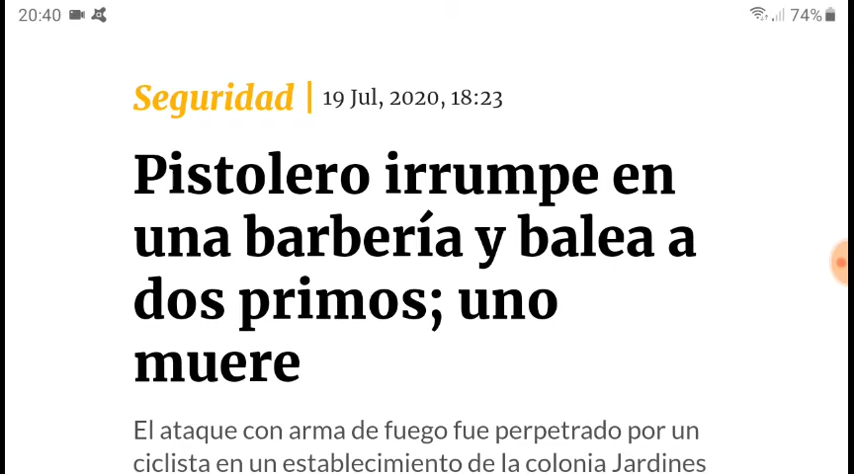 20:40 74%
Seguridad | 19 Jul, 2020, 18:23
Pistolero irrumpe en
una barbería y balea a
dos primos; uno
muere
El ataque con arma de fuego fue perpetrado por un
ciclista en un establecimiento de la colonia Jardines